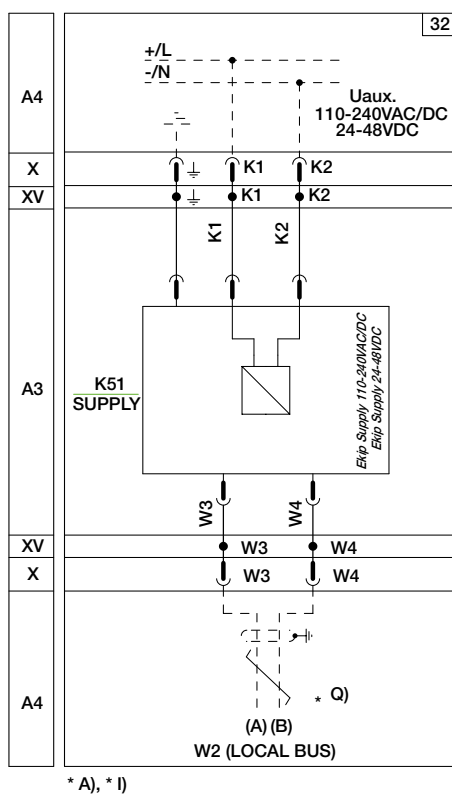 32
+/L
-/N
A4
Uaux.
110-240VAC/DC
24-48VDC
X
K1
K2
XV
K1
K2
K1
K2
A3
K51
SUPPLY
Ekip Supply 110-240VAC/DC
Ekip Supply 24-48VDC
W3
W4
XV
W3
W4
X
W3
W4
A4
* Q)
(A) (B)
W2 (LOCAL BUS)
* A), * I)